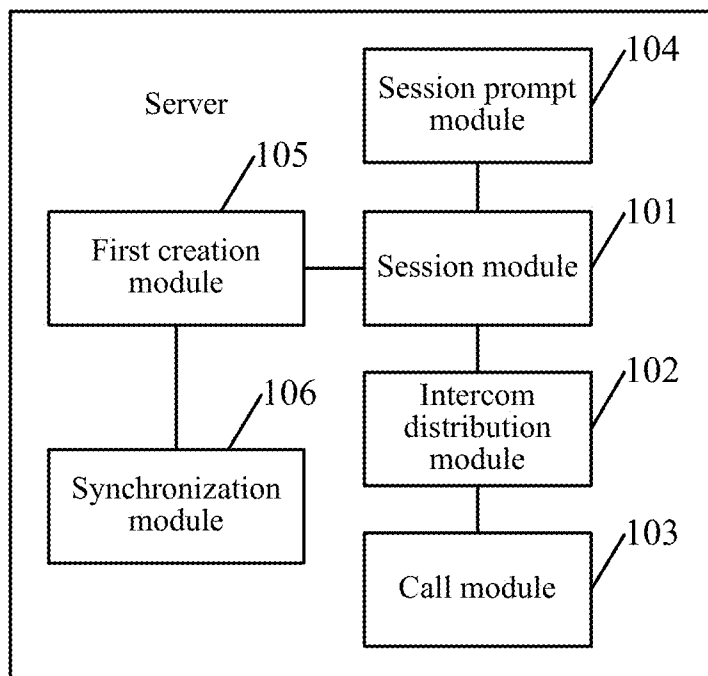 104
Session prompt
module
Server
105
101
First creation
module
Session module
102
Intercom
distribution
module
106
Synchronization
module
103
Call module